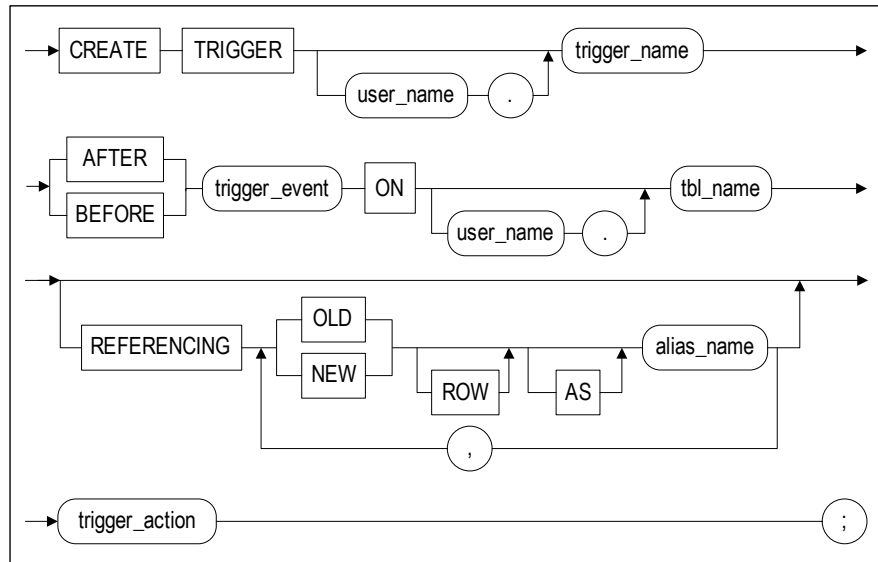 CREATE TRIGGER trigger_name
user_name .
AFTER
BEFORE
trigger_event ON tbl_name
user_name .
REFERENCING
OLD
NEW
ROW
AS
alias_name
,
trigger_action ;